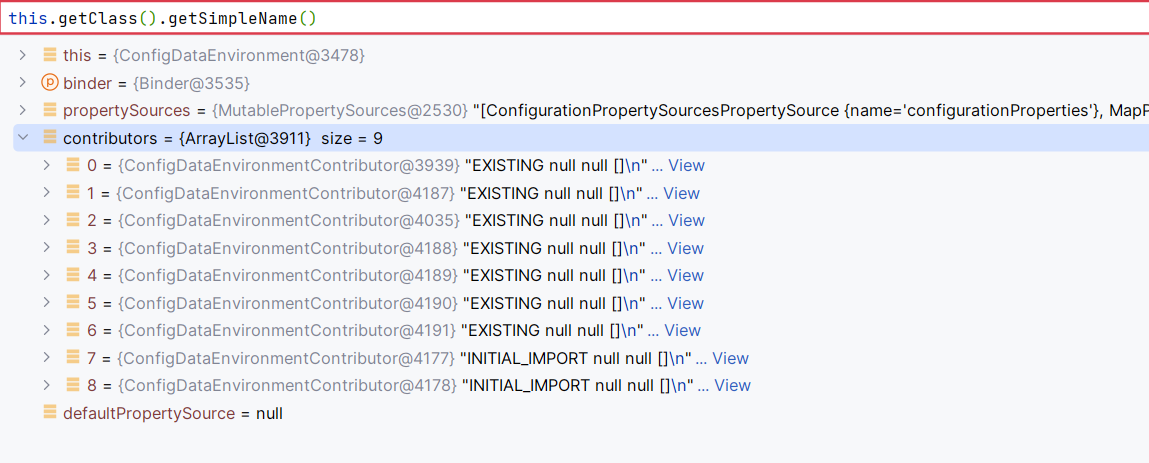 this.getClass().getSimpleName()
this = {ConfigDataEnvironment@3478}
p binder = {Binder@3535}
propertySources = {MutablePropertySources@2530} "[ConfigurationPropertySourcesPropertySource {name='configurationProperties'}, MapP
contributors = {ArrayList@3911} size = 9
0 = {ConfigDataEnvironmentContributor@3939} "EXISTING null null []\n" ... View
1 = {ConfigDataEnvironmentContributor@4187} "EXISTING null null []\n" ... View
2 = {ConfigDataEnvironmentContributor@4035} "EXISTING null null []\n" ... View
3 = {ConfigDataEnvironmentContributor@4188} "EXISTING null null []\n" ... View
4 = {ConfigDataEnvironmentContributor@4189} "EXISTING null null []\n" ... View
5 = {ConfigDataEnvironmentContributor@4190} "EXISTING null null []\n" ... View
6 = {ConfigDataEnvironmentContributor@4191} "EXISTING null null []\n" ... View
7 = {ConfigDataEnvironmentContributor@4177} "INITIAL_IMPORT null null []\n" ... View
8 = {ConfigDataEnvironmentContributor@4178} "INITIAL_IMPORT null null []\n" ... View
defaultPropertySource = null